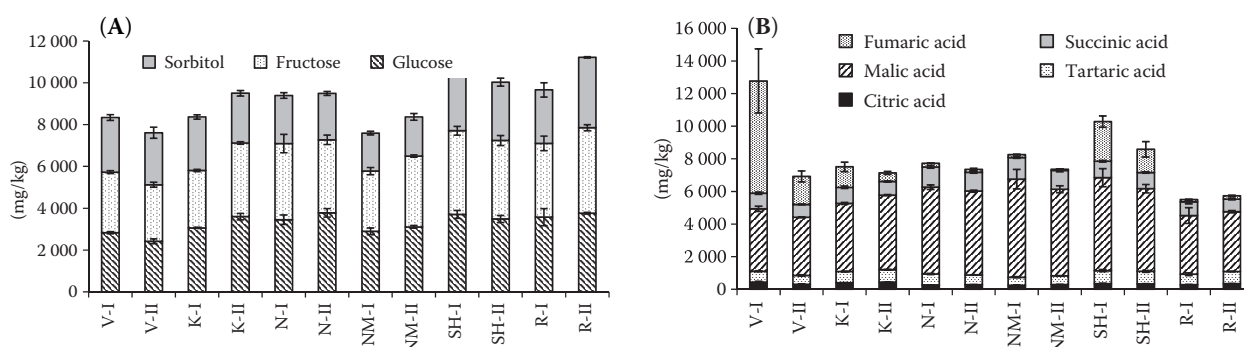 (A)
12 000
10 000
8 000
6 000
4 000
2 000
0
(mg/kg)
Sorbitol Fructose Glucose
V-I V-II K-I K-II N-I N-II NM-I NM-II SH-I SH-II R-I R-II
(B)
16 000
14 000
12 000
10 000
8 000
6 000
4 000
2 000
0
(mg/kg)
Fumaric acid Succinic acid
Malic acid Tartaric acid
Citric acid
V-I V-II K-I K-II N-I N-II NM-I NM-II SH-I SH-II R-I R-II